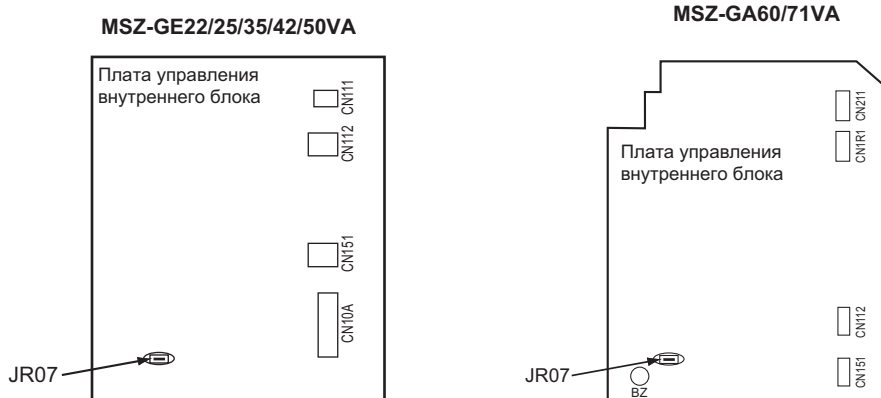 MSZ-GE22/25/35/42/50VA
Плата управления
внутреннего блока
CN111
CN112
CN151
CN10A
JR07
MSZ-GA60/71VA
CN211
CN1R1
Плата управления
внутреннего блока
CN112
JR07
CN151
BZ